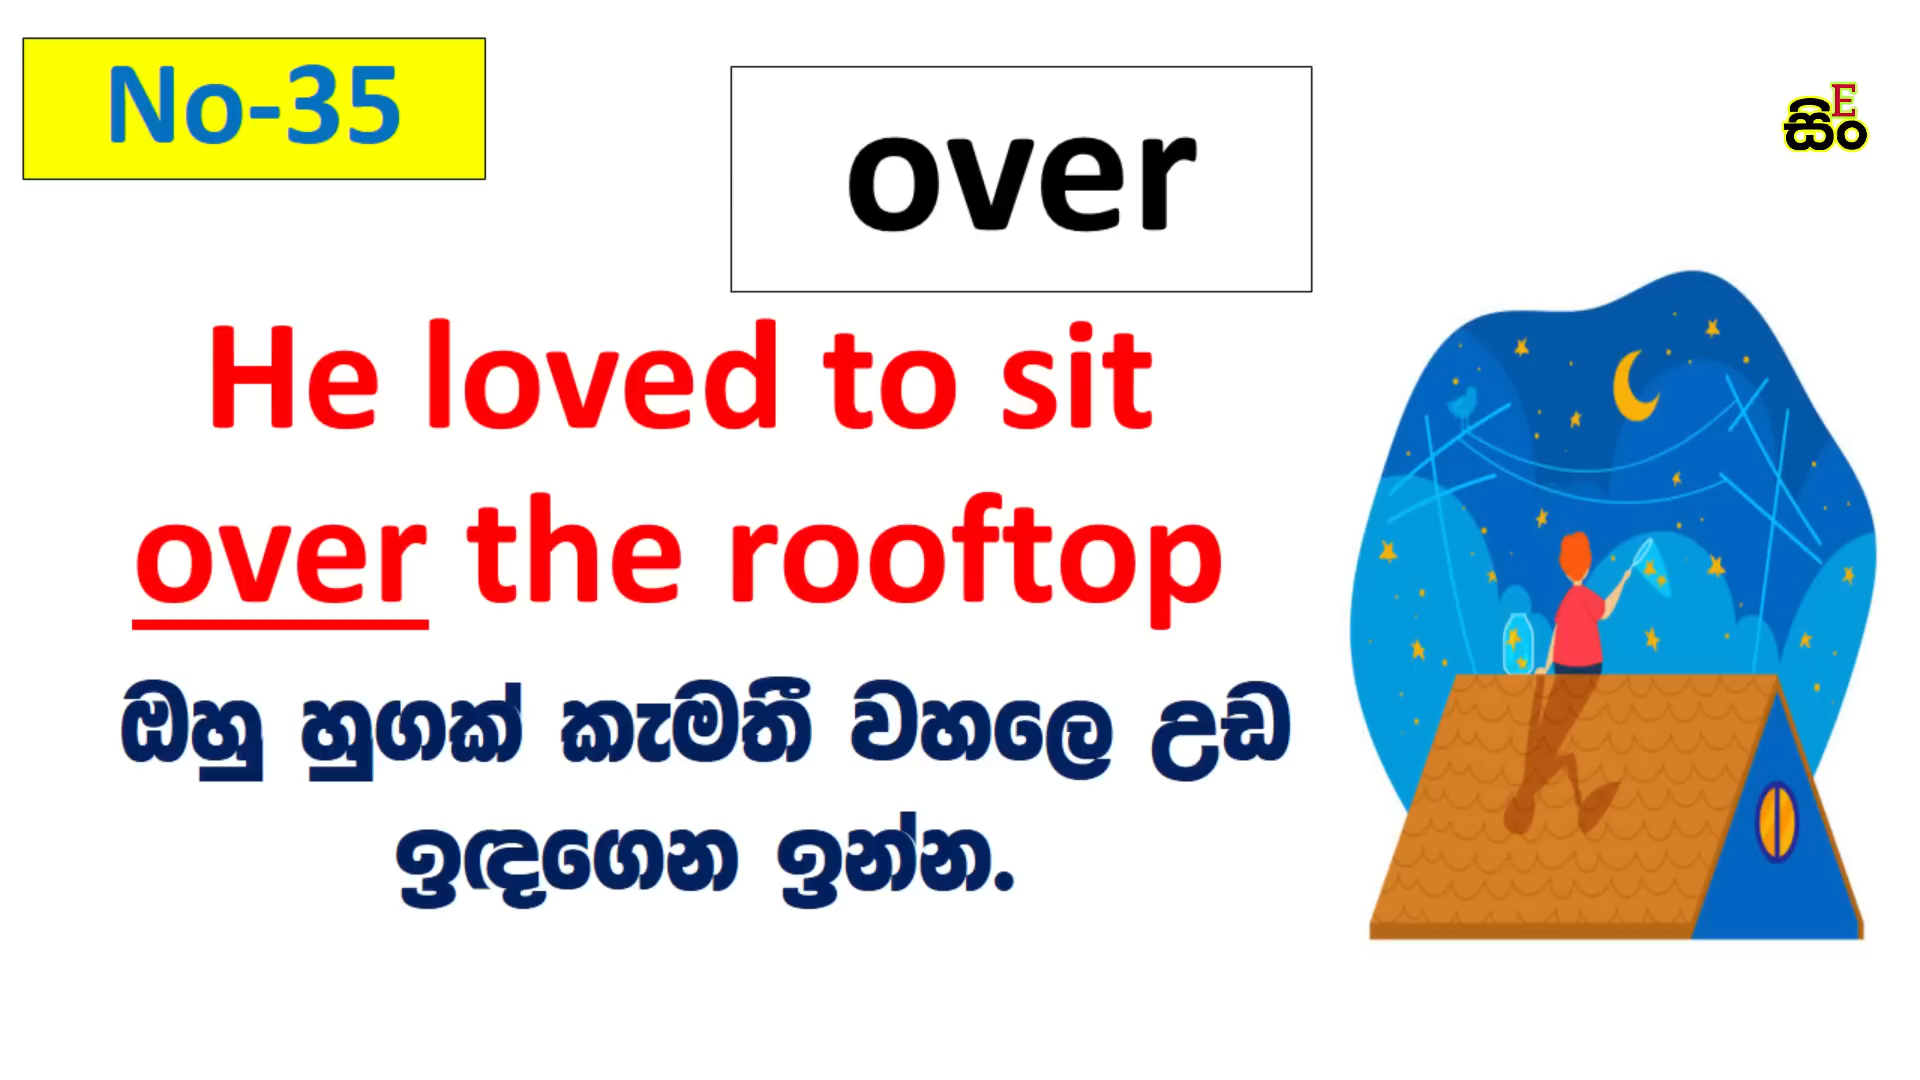 No-35
over
සිං
E
He loved to sit
over the rooftop
ඔහු හුගක් කැමතී වහලෙ උඩ
ඉඳගෙන ඉන්න.